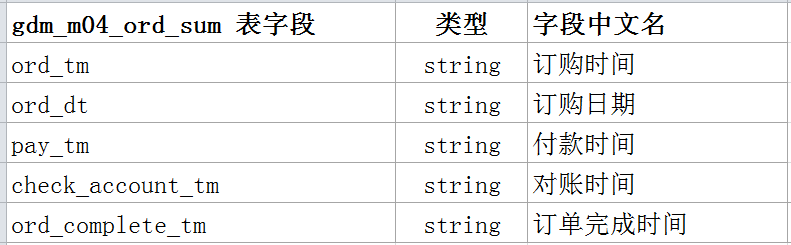 gdm_m04_ord_sum 表字段 类型 字段中文名
ord_tm string 订购时间
ord_dt string 订购日期
pay_tm string 付款时间
check_account_tm string 对账时间
ord_complete_tm string 订单完成时间